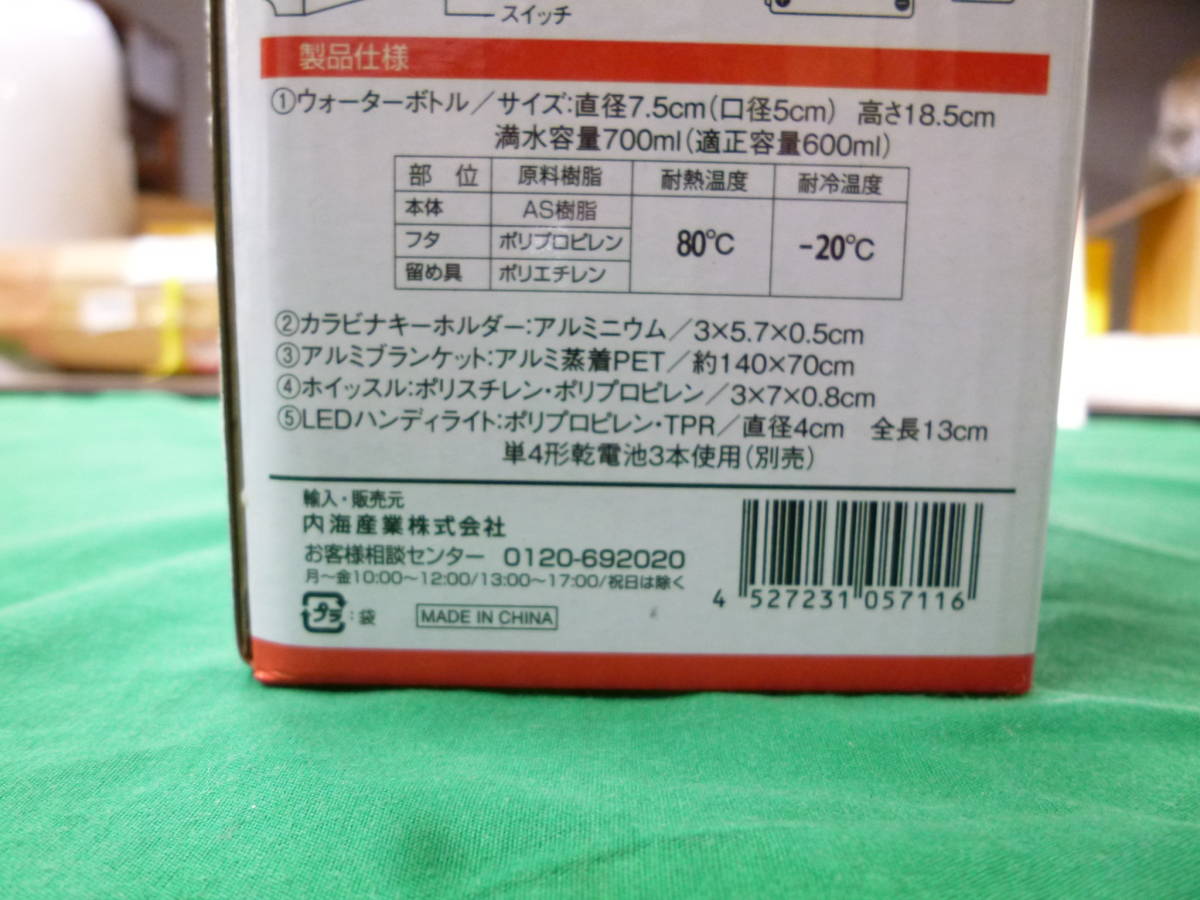 スイッチ
製品仕様
①ウォーターボトル／サイズ:直径7.5cm(口径5cm) 高さ18.5cm
満水容量700ml(適正容量600ml)
部 位 原料樹脂 耐熱温度 耐冷温度
本体 AS樹脂
フタ ポリプロピレン 80℃ -20℃
留め具 ポリエチレン
②カラビナキーホルダー:アルミニウム／3×5.7×0.5cm
③アルミブランケット:アルミ蒸着PET／約140×70cm
④ホイッスル:ポリスチレン・ポリプロピレン／3×7×0.8cm
⑤LEDハンディライト:ポリプロピレン・TPR／直径4cm 全長13cm
単4形乾電池3本使用(別売)
輸入・販売元
内海産業株式会社
お客様相談センター 0120-692020
月～金10:00～12:00/13:00～17:00/祝日は除く
プラ:袋 MADE IN CHINA
4 527231 057116